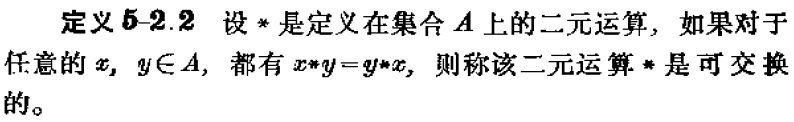 定义 5-2.2 设 * 是定义在集合 A 上的二元运算, 如果对于
任意的 x, y∈A, 都有 x*y=y*x, 则称该二元运算 * 是可交换
的。